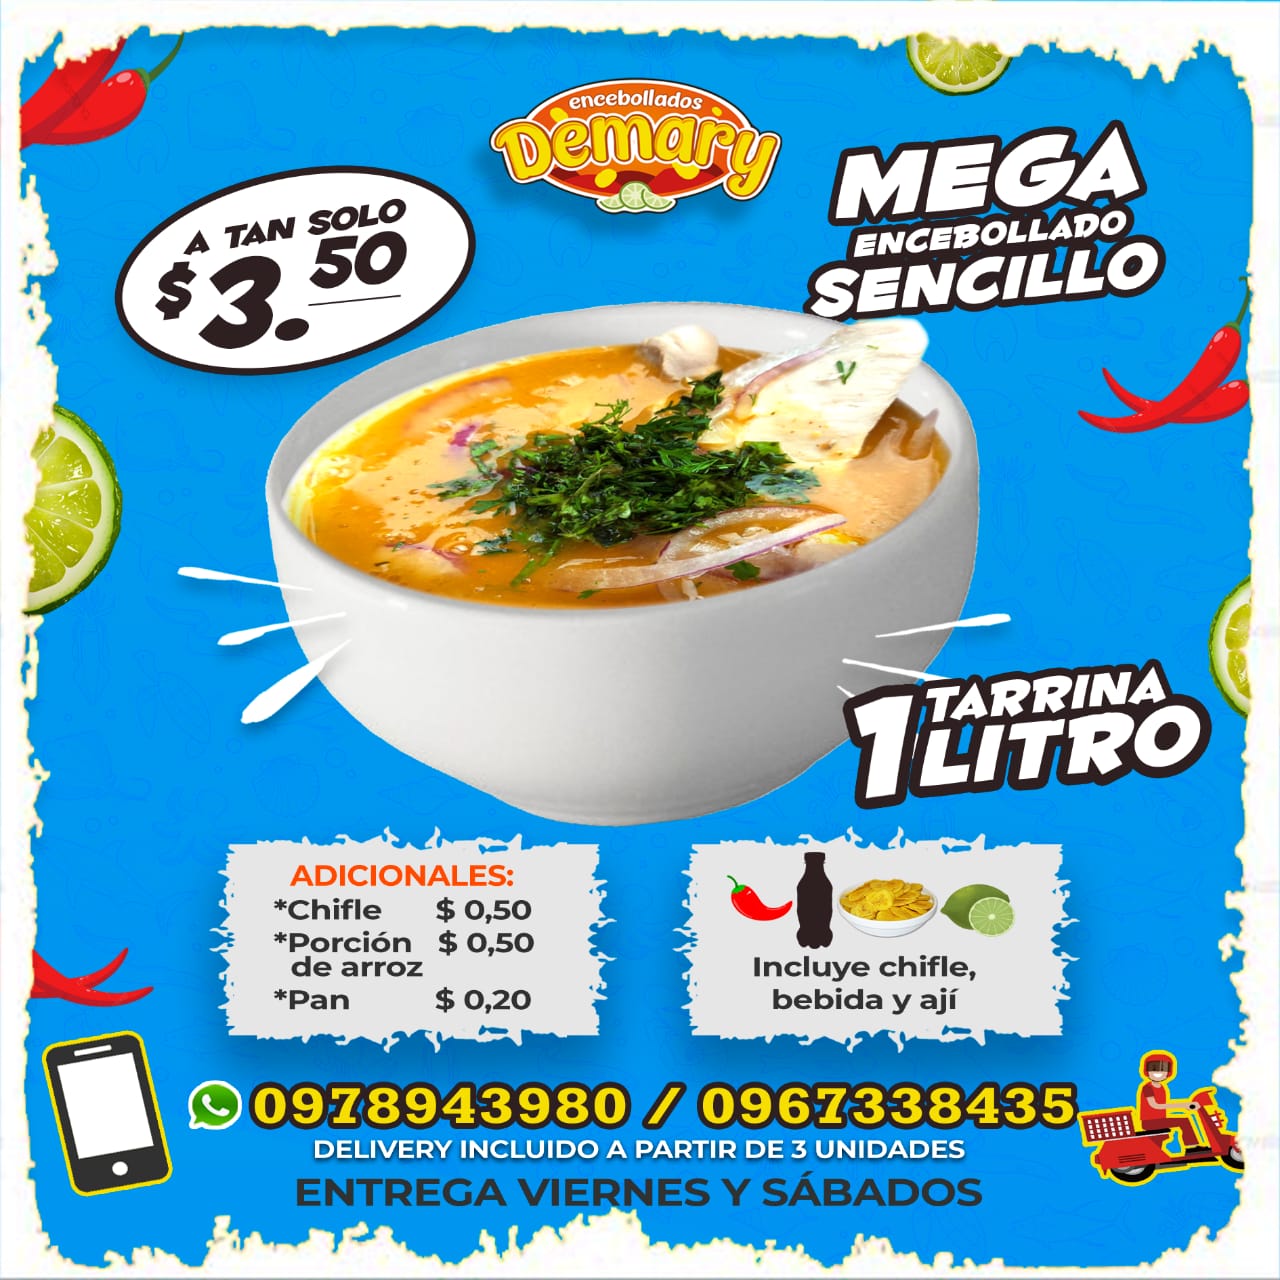 encebollados
Demary
A TAN SOLO
$3.50
MEGA
ENCEBOLLADO
SENCILLO
1 TARRINA
LITRO
ADICIONALES:
*Chifle $ 0,50
*Porción $ 0,50
de arroz
*Pan $ 0,20
Incluye chifle,
bebida y ají
0978943980 / 0967338435
DELIVERY INCLUIDO A PARTIR DE 3 UNIDADES
ENTREGA VIERNES Y SÁBADOS